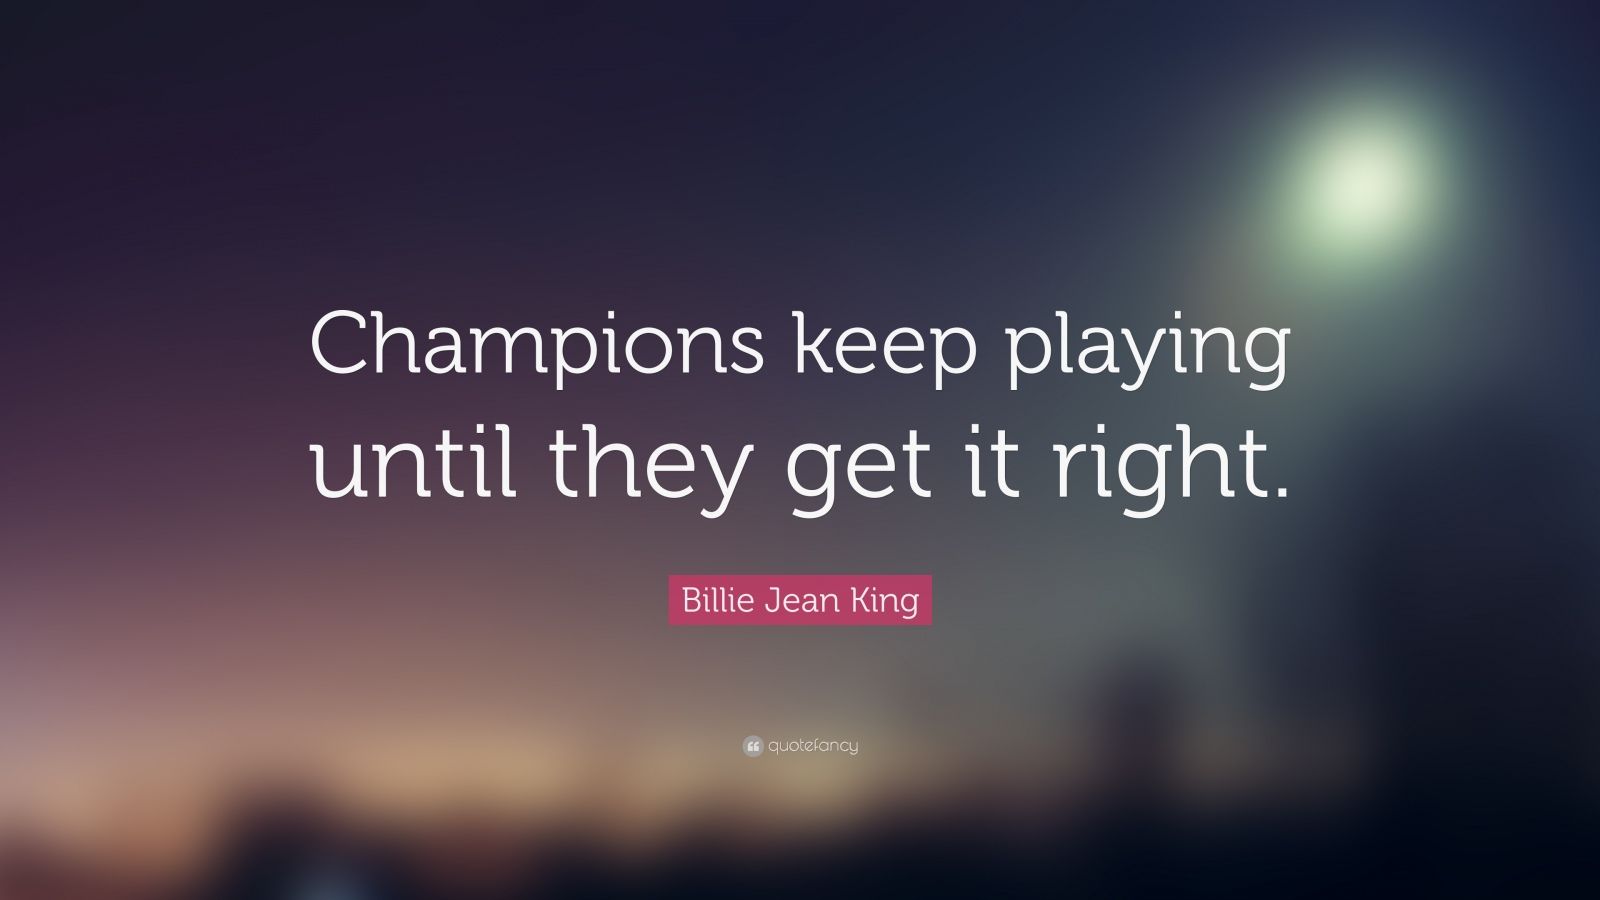 Champions keep playing
until they get it right.
Billie Jean King
quotefancy